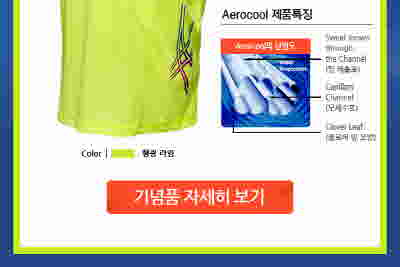 Aerocool 제품특징
Aerocool의 단면도
Sweat
through
the Channel
(땀 배출로)
Capillary
Channel
(모세수로)
Clover Leaf
(클로버 잎 모양)
Color | 형광 라임
기념품 자세히 보기